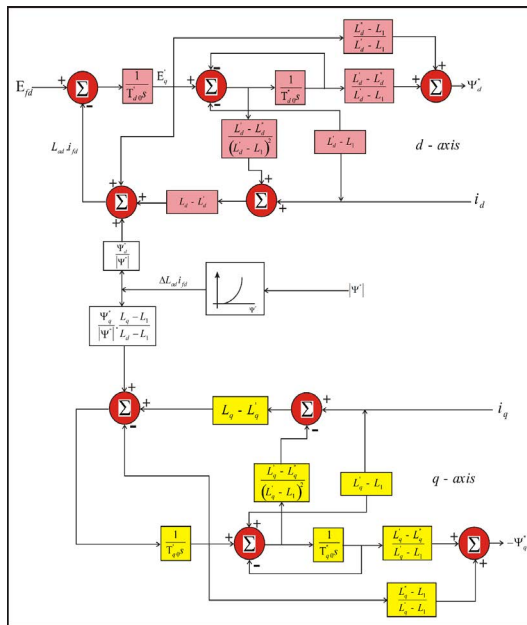 L"_d - L_1 / L'_d - L_1
E_fd + Σ - 1 / T'_d0 s E'_q + Σ - - 1 / T"_d0 s L'_d - L"_d / L'_d - L_1 + + Σ Ψ"_d
L_ad i_fd
L'_d - L"_d / (L'_d - L_1)^2
L'_d - L_1
d - axis
+ + + Σ L_d - L'_d + + Σ i_d
Ψ"_d / |Ψ"|
ΔL_ad i_fd
Ψ"
|Ψ"|
Ψ"_q / |Ψ"| · L_q - L_1 / L_d - L_1
+ + - Σ L_q - L'_q + - Σ i_q
L'_q - L"_q / (L'_q - L_1)^2
L'_q - L_1
q - axis
1 / T'_q0 s + + - Σ 1 / T"_q0 s L'_q - L"_q / L'_q - L_1 + + Σ -Ψ"_q
L"_q - L_1 / L'_q - L_1